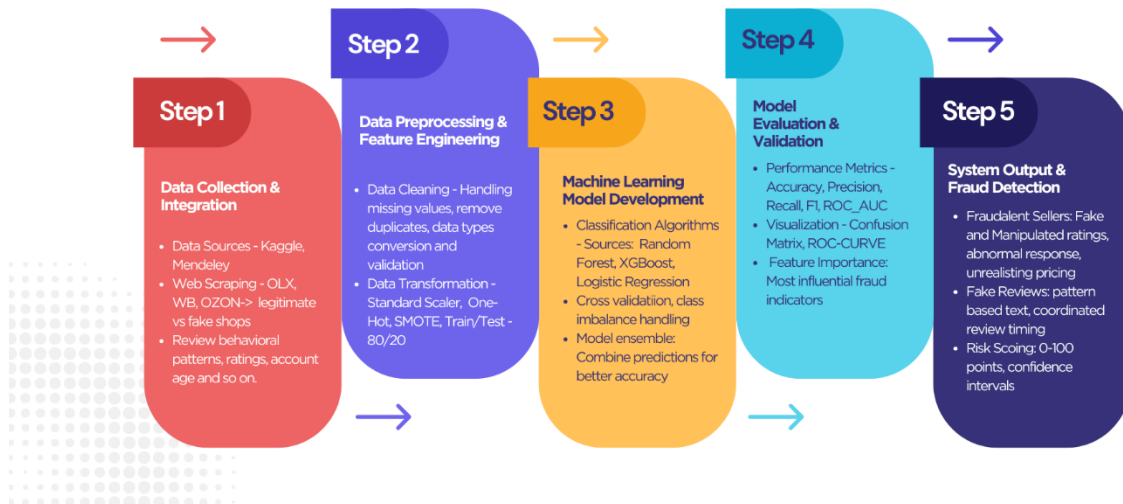 Step 1
Data Collection &
Integration
• Data Sources - Kaggle,
Mendeley
• Web Scraping - OLX,
WB, OZON-> legitimate
vs fake shops
• Review behavioral
patterns, ratings, account
age and so on.
Step 2
Data Preprocessing &
Feature Engineering
• Data Cleaning - Handling
missing values, remove
duplicates, data types
conversion and
validation
• Data Transformation -
Standard Scaler, One-
Hot, SMOTE, Train/Test -
80/20
Step 3
Machine Learning
Model Development
• Classification Algorithms
- Sources: Random
Forest, XGBoost,
Logistic Regression
• Cross validatiion, class
imbalance handling
• Model ensemble:
Combine predictions for
better accuracy
Step 4
Model
Evaluation &
Validation
• Performance Metrics -
Accuracy, Precision,
Recall, F1, ROC_AUC
• Visualization - Confusion
Matrix, ROC-CURVE
• Feature Importance:
Most influential fraud
indicators
Step 5
System Output &
Fraud Detection
• Fraudalent Sellers: Fake
and Manipulated ratings,
abnormal response,
unrealisting pricing
• Fake Reviews: pattern
based text, coordinated
review timing
• Risk Scoing: 0-100
points, confidence
intervals